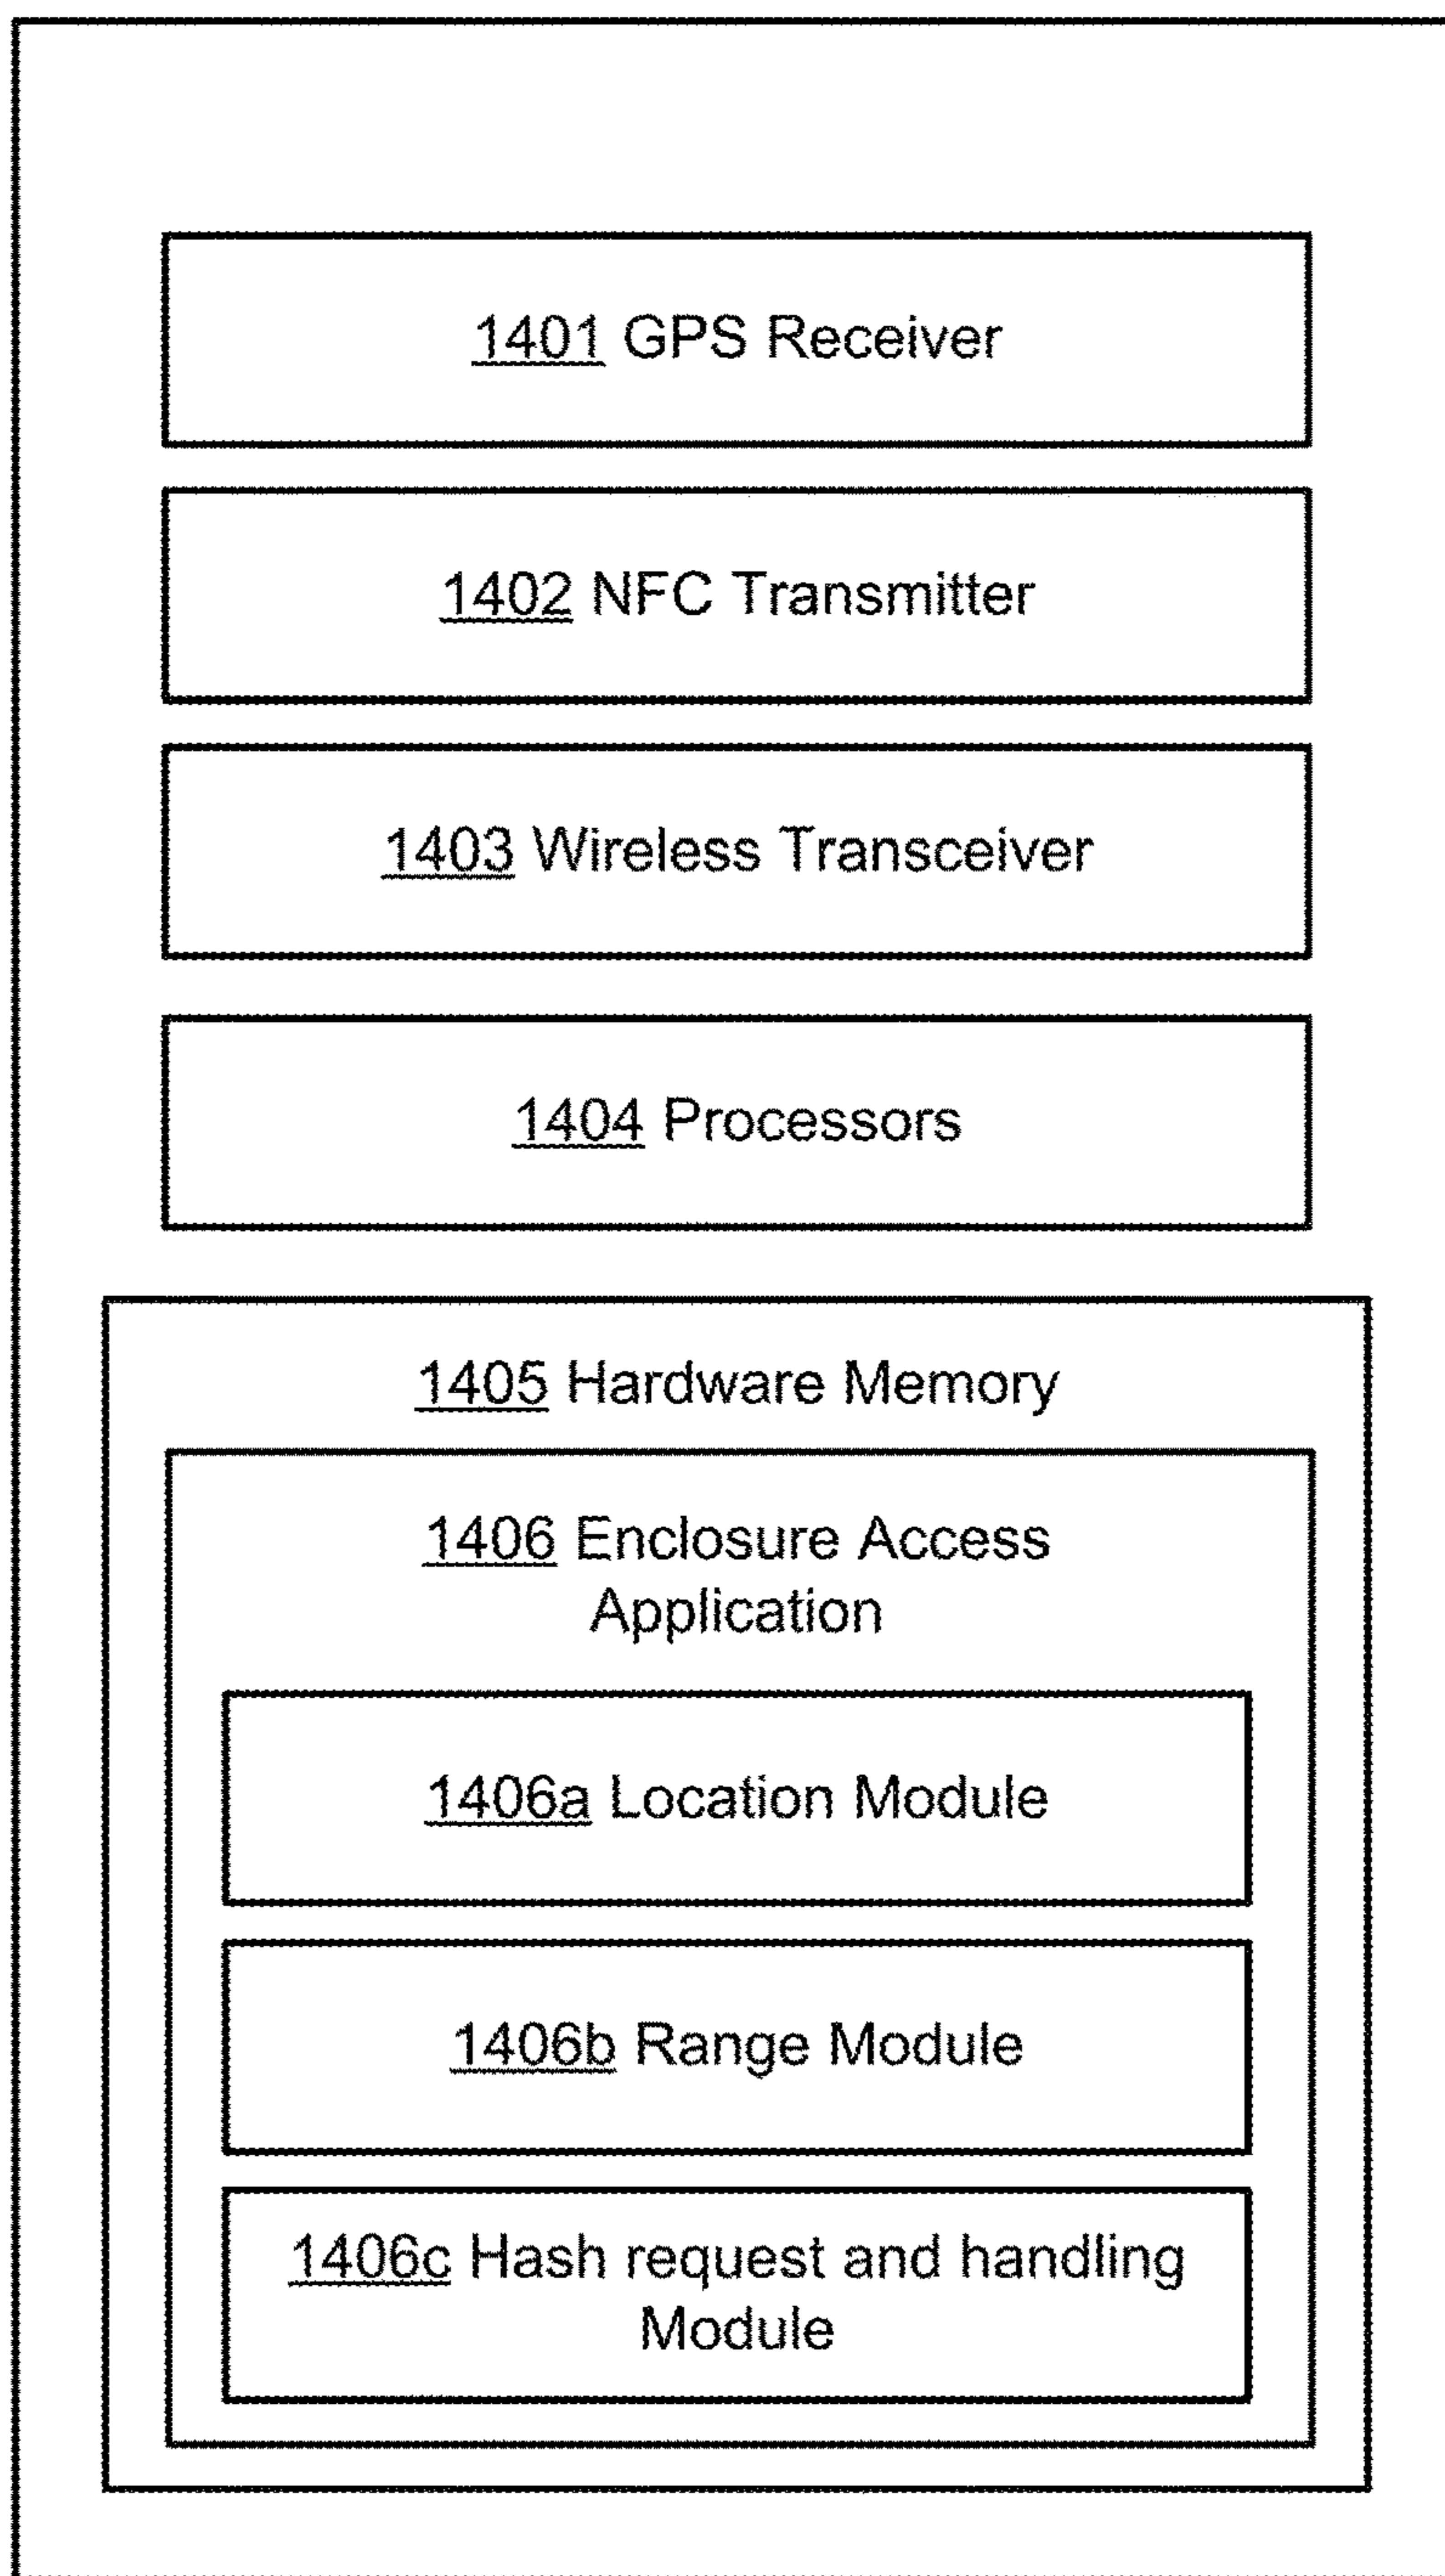 1401 GPS Receiver
1402 NFC Transmitter
1403 Wireless Transceiver
1404 Processors
1405 Hardware Memory
1406 Enclosure Access
Application
1406a Location Module
1406b Range Module
1406c Hash request and handling
Module